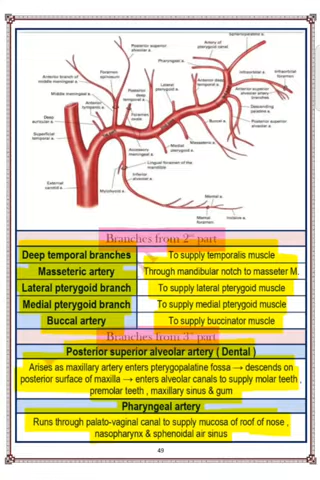 Sphenopalatine a.
Artery of
pterygoid canal
Posterior superior
alveolar a.
Pharyngeal a.
Anterior branch of
middle meningeal a.
Foramen
spinosum
Infraorbital a.
Infraorbital
foramen
Middle meningeal a.
Posterior
deep
temporal a.
Lateral
pterygoid a.
Anterior deep
temporal a.
Anterior superior
alveolar artery
branches
Anterior
tympanic a.
Foramen
ovale
Descending
palatine a.
Deep
auricular a.
Buccal a.
Posterior superior
alveolar a.
Superficial
temporal a.
Masseteric a.
Accessory
meningeal a.
Medial
pterygoid a.
Lingual foramen of the
mandible
Inferior
alveolar a.
External
carotid a.
Mylohyoid a.
Mental a.
Mental
foramen
Incisive a.
Branches from 2nd part
Deep temporal branches To supply temporalis muscle
Masseteric artery Through mandibular notch to masseter M.
Lateral pterygoid branch To supply lateral pterygoid muscle
Medial pterygoid branch To supply medial pterygoid muscle
Buccal artery To supply buccinator muscle
Branches from 3rd part
Posterior superior alveolar artery ( Dental )
Arises as maxillary artery enters pterygopalatine fossa → descends on
posterior surface of maxilla → enters alveolar canals to supply molar teeth ,
premolar teeth , maxillary sinus & gum
Pharyngeal artery
Runs through palato-vaginal canal to supply mucosa of roof of nose ,
nasopharynx & sphenoidal air sinus
49